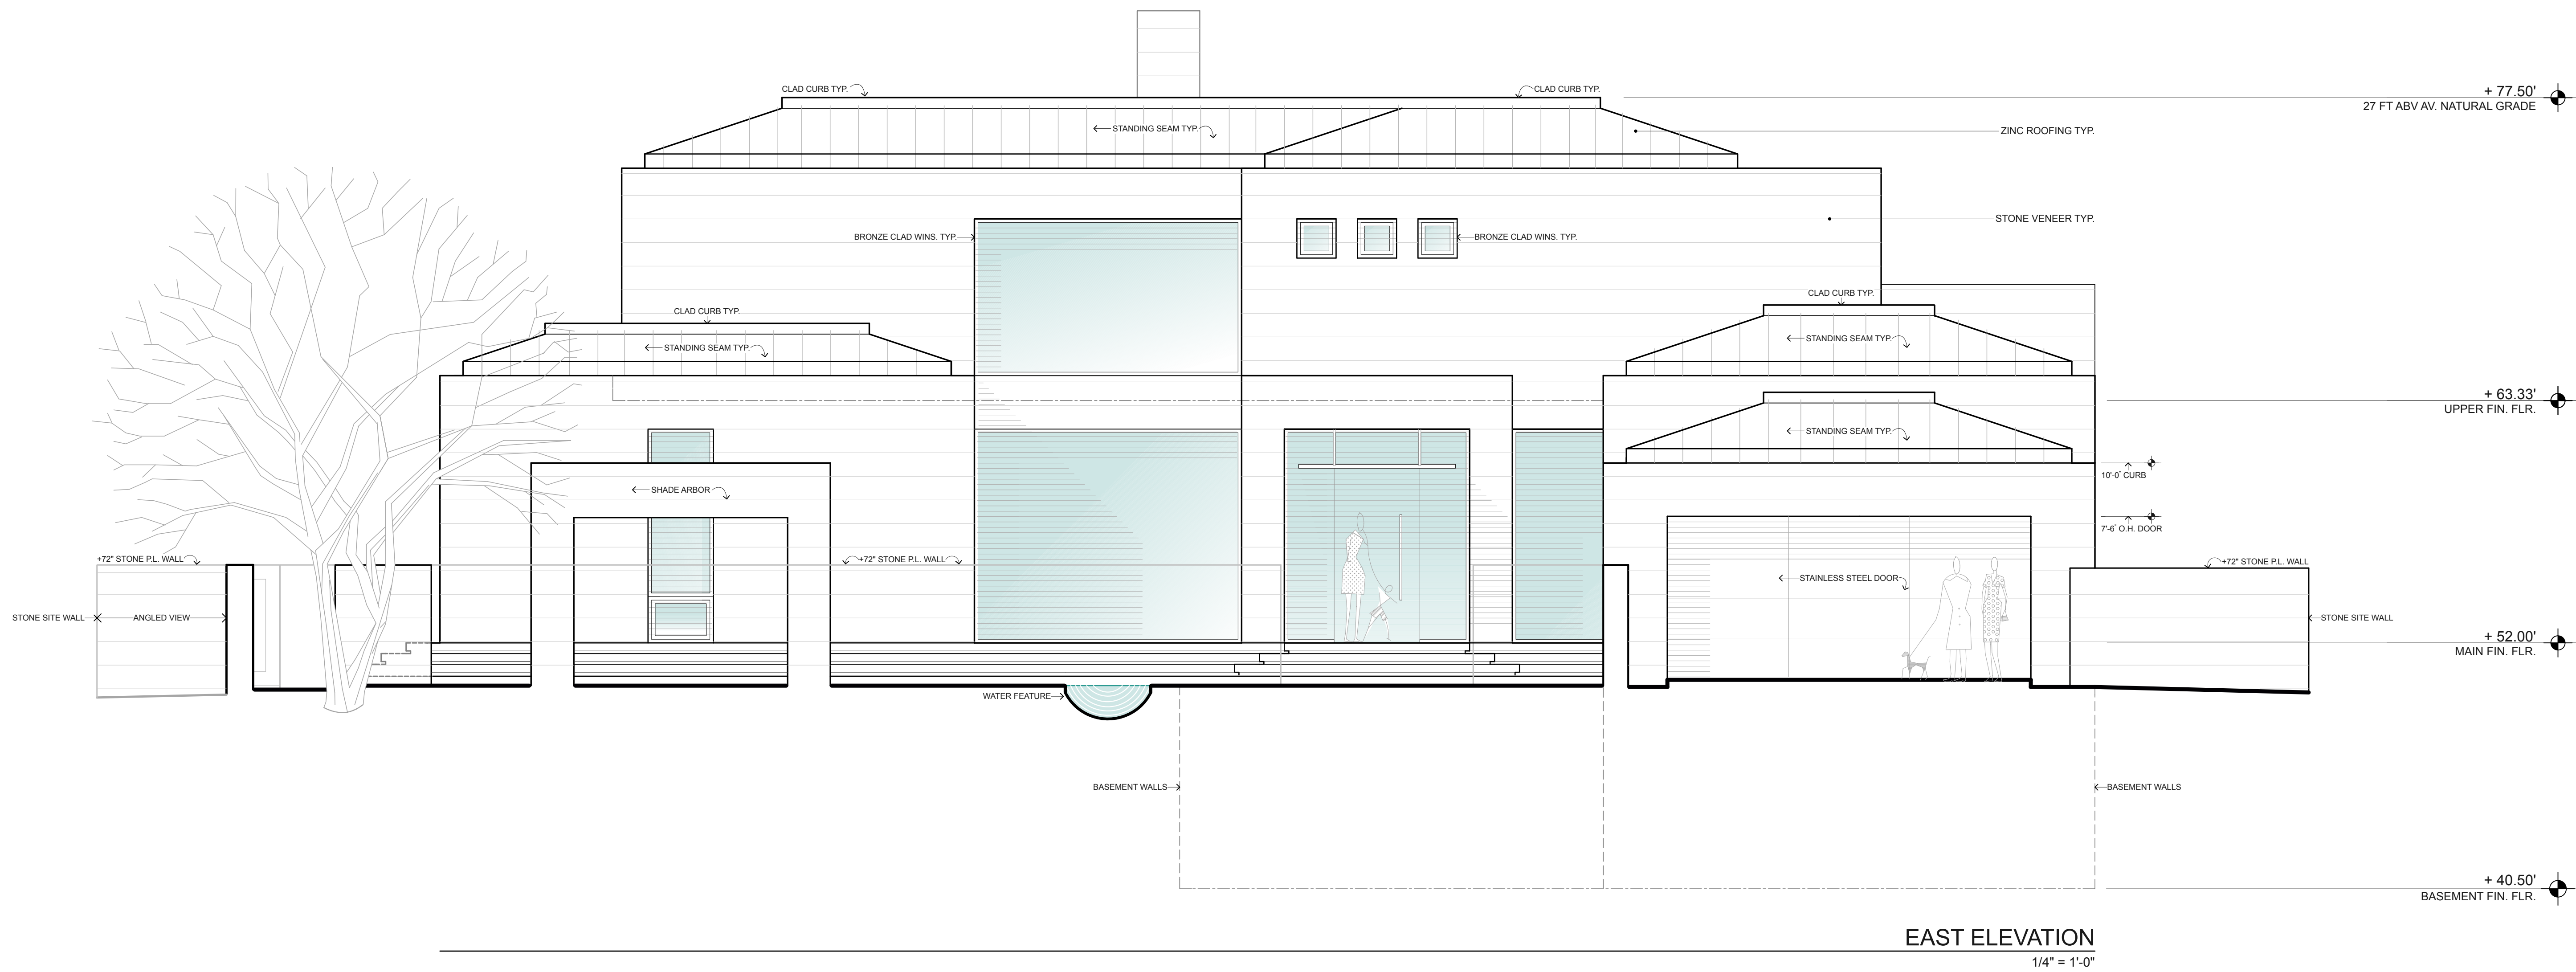 + 77.50'
27 FT ABV AV. NATURAL GRADE
CLAD CURB TYP.
CLAD CURB TYP.
STANDING SEAM TYP.
ZINC ROOFING TYP.
STONE VENEER TYP.
BRONZE CLAD WINS. TYP.
BRONZE CLAD WINS. TYP.
CLAD CURB TYP.
CLAD CURB TYP.
STANDING SEAM TYP.
STANDING SEAM TYP.
+ 63.33'
UPPER FIN. FLR.
STANDING SEAM TYP.
10'-0" CURB
SHADE ARBOR
7'-6" O.H. DOOR
+72" STONE P.L. WALL
+72" STONE P.L. WALL
+72" STONE P.L. WALL
STAINLESS STEEL DOOR
STONE SITE WALL
ANGLED VIEW
STONE SITE WALL
+ 52.00'
MAIN FIN. FLR.
WATER FEATURE
BASEMENT WALLS
BASEMENT WALLS
+ 40.50'
BASEMENT FIN. FLR.
EAST ELEVATION
1/4" = 1'-0"